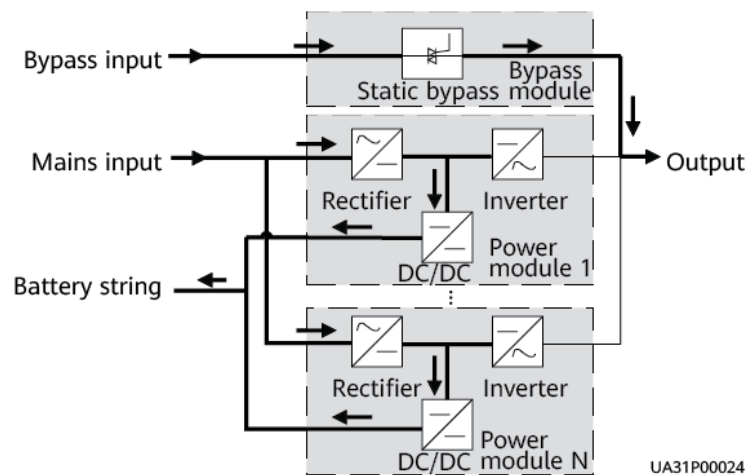 Bypass input
Static bypass
Bypass
module
Mains input
Output
Rectifier
Inverter
Power
module 1
DC/DC
Battery string
...
Rectifier
Inverter
Power
module N
DC/DC
UA31P00024